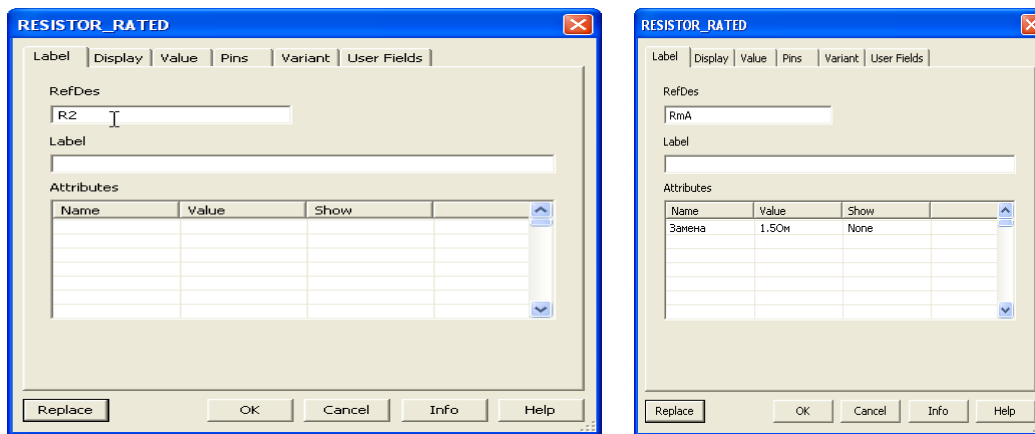 RESISTOR_RATED
Label Display Value Pins Variant User Fields
RefDes
R2
Label
Attributes
Name Value Show
Replace OK Cancel Info Help
RESISTOR_RATED
Label Display Value Pins Variant User Fields
RefDes
RmA
Label
Attributes
Name Value Show
Замена 1.5Ом None
Replace OK Cancel Info Help